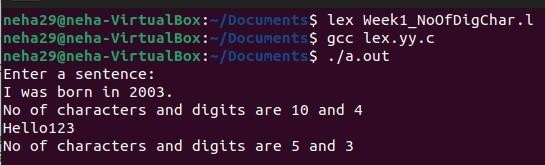 neha29@neha-VirtualBox:~/Documents$ lex Week1_NoOfDigChar.l
neha29@neha-VirtualBox:~/Documents$ gcc lex.yy.c
neha29@neha-VirtualBox:~/Documents$ ./a.out
Enter a sentence:
I was born in 2003.
No of characters and digits are 10 and 4
Hello123
No of characters and digits are 5 and 3